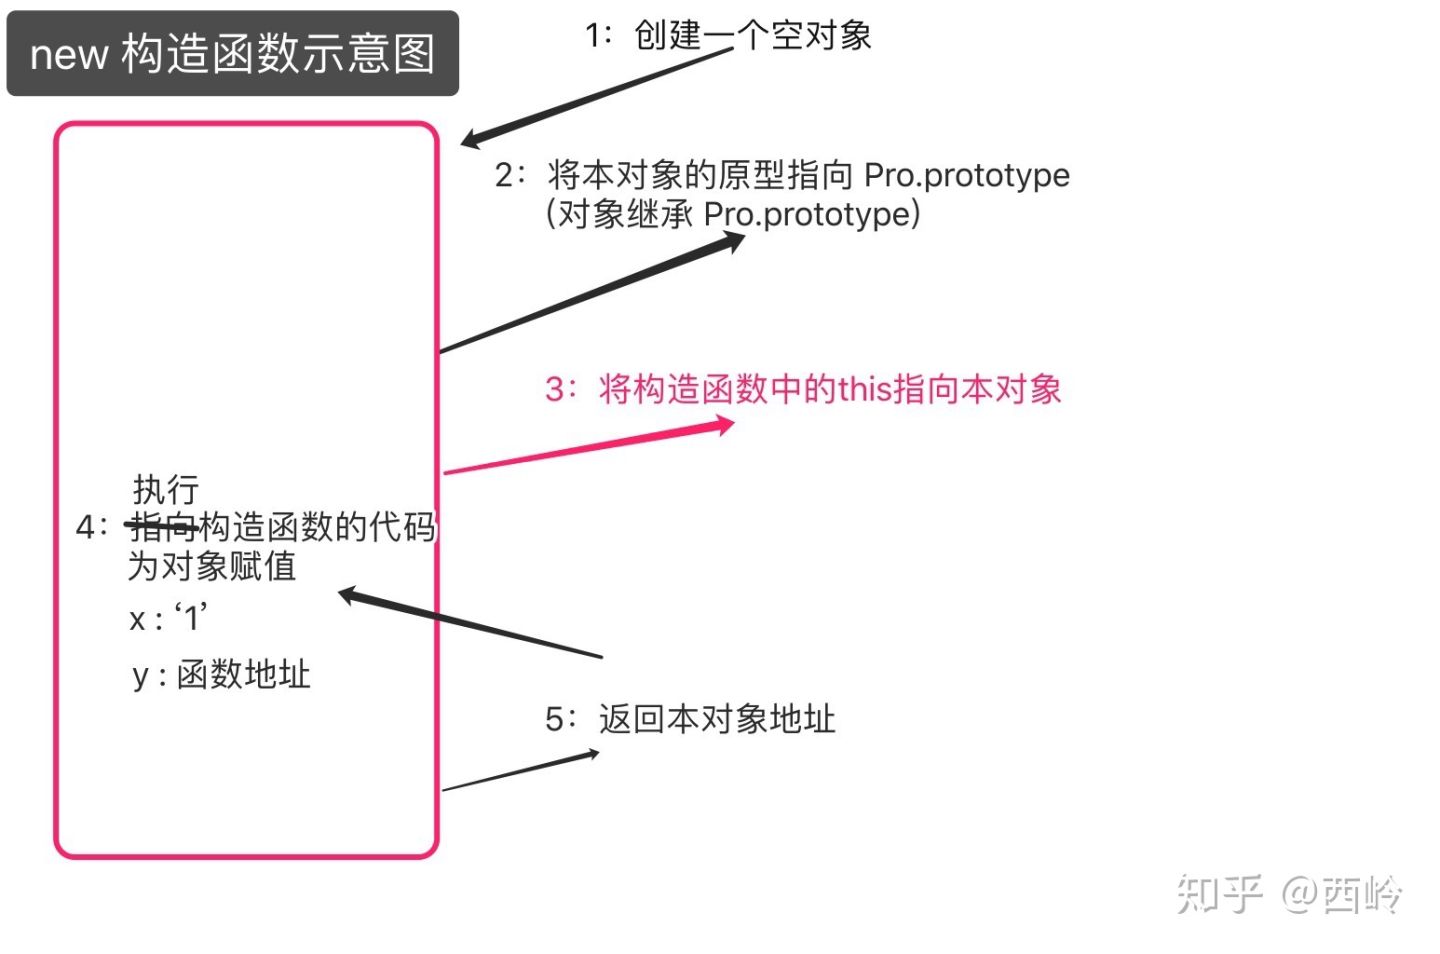 new 构造函数示意图
1：创建一个空对象
2：将本对象的原型指向 Pro.prototype
（对象继承 Pro.prototype）
3：将构造函数中的this指向本对象
执行
4：指向构造函数的代码
为对象赋值
x : ‘1’
y : 函数地址
5：返回本对象地址
知乎 @西岭